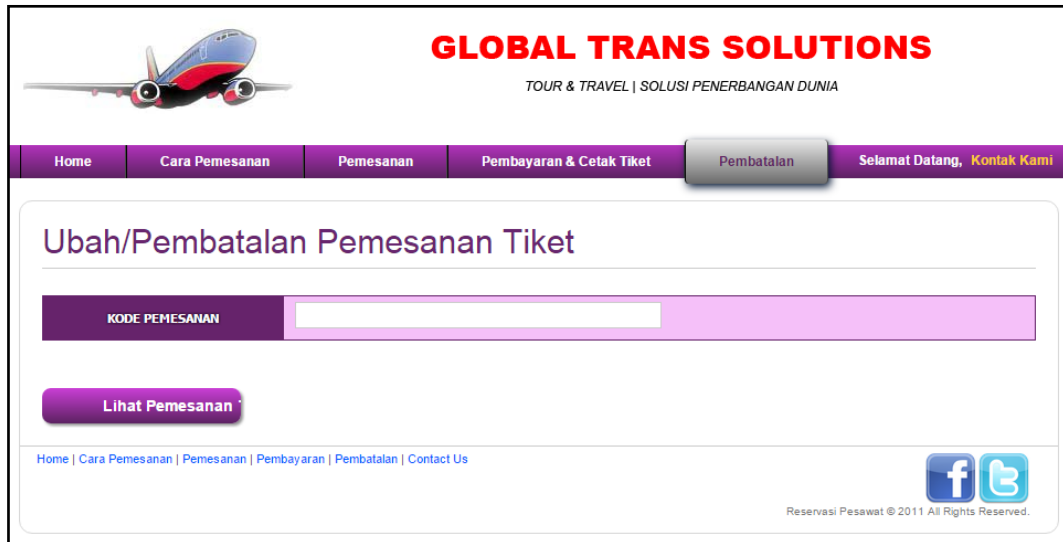 GLOBAL TRANS SOLUTIONS
TOUR & TRAVEL | SOLUSI PENERBANGAN DUNIA
Home Cara Pemesanan Pemesanan Pembayaran & Cetak Tiket Pembatalan Selamat Datang, Kontak Kami
Ubah/Pembatalan Pemesanan Tiket
KODE PEMESANAN
Lihat Pemesanan
Home | Cara Pemesanan | Pemesanan | Pembayaran | Pembatalan | Contact Us
Reservasi Pesawat © 2011 All Rights Reserved.